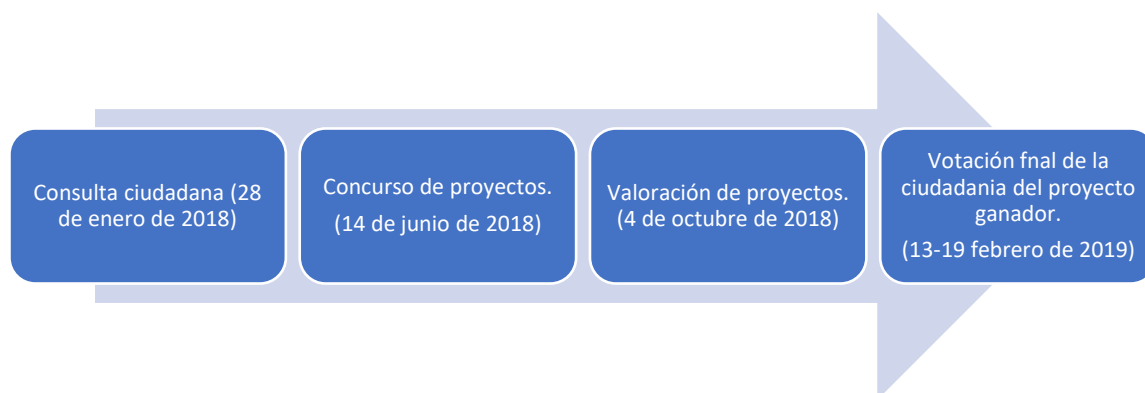 Consulta ciudadana (28
de enero de 2018)
Concurso de proyectos.
(14 de junio de 2018)
Valoración de proyectos.
(4 de octubre de 2018)
Votación fnal de la
ciudadania del proyecto
ganador.
(13-19 febrero de 2019)